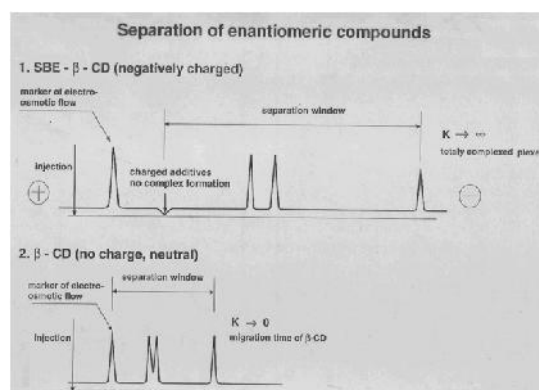 Separation of enantiomeric compounds
1. SBE - β - CD (negatively charged)
marker of electro-
osmotic flow
separation window
K → ∞
totally complexed
injection
charged additives
no complex formation
+
−
2. β - CD (no charge, neutral)
separation window
marker of electro-
osmotic flow
K → 0
injection
migration time of β-CD